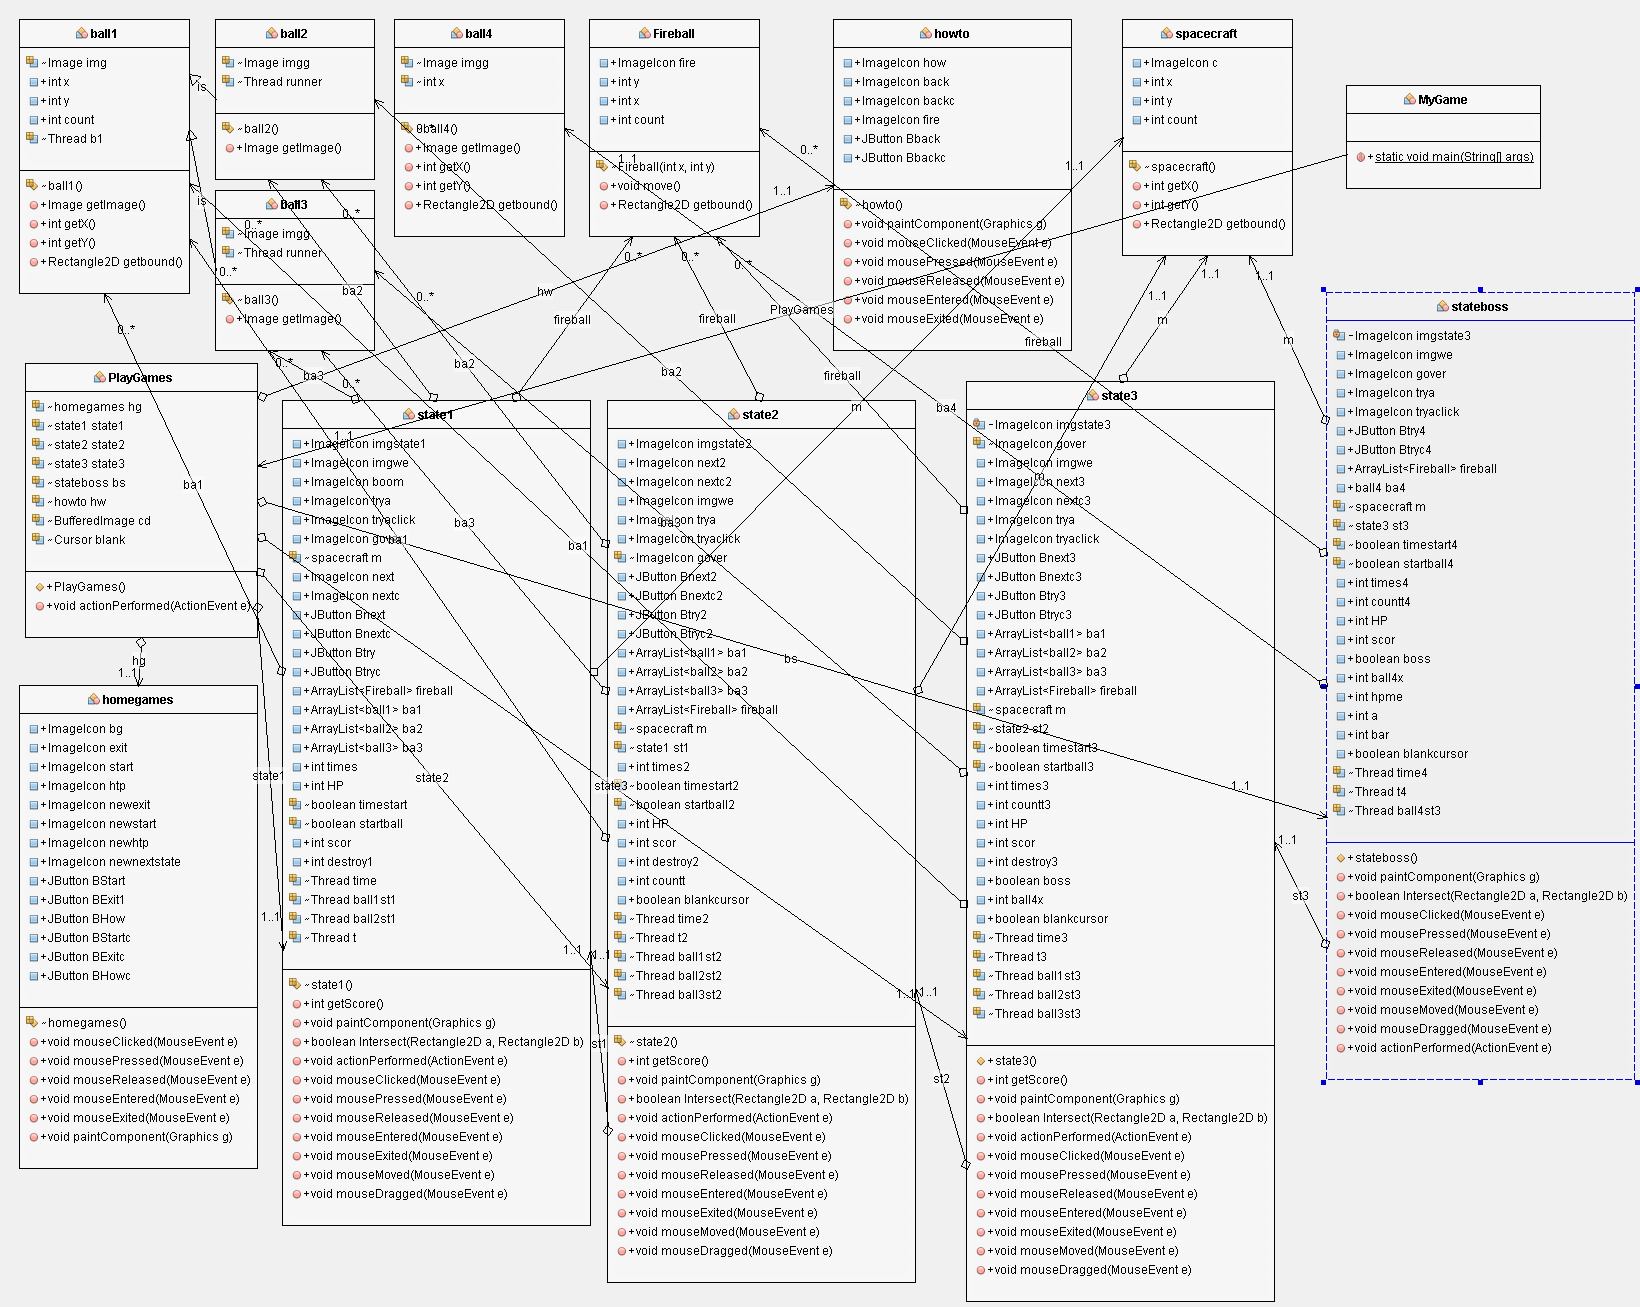 ball1
~Image img
+int x
+int y
+int count
~Thread b1
~ball1()
+Image getImage()
+int getX()
+int getY()
+Rectangle2D getbound()
ball2
~Image imgg
~Thread runner
~ball2()
+Image getImage()
ball3
~Image imgg
~Thread runner
~ball3()
+Image getImage()
ball4
~Image imgg
~int x
~ball4()
+Image getImage()
+int getX()
+int getY()
+Rectangle2D getbound()
Fireball
+ImageIcon fire
+int y
+int x
+int count
~Fireball(int x, int y)
+void move()
+Rectangle2D getbound()
howto
+ImageIcon how
+ImageIcon back
+ImageIcon backc
+ImageIcon fire
+JButton Bback
+JButton Bbackc
~howto()
+void paintComponent(Graphics g)
+void mouseClicked(MouseEvent e)
+void mousePressed(MouseEvent e)
+void mouseReleased(MouseEvent e)
+void mouseEntered(MouseEvent e)
+void mouseExited(MouseEvent e)
spacecraft
+ImageIcon c
+int x
+int y
+int count
~spacecraft()
+int getX()
+int getY()
+Rectangle2D getbound()
MyGame
+static void main(String[] args)
PlayGames
~homegames hg
~state1 state1
~state2 state2
~state3 state3
~stateboss bs
~howto hw
~BufferedImage cd
~Cursor blank
+PlayGames()
+void actionPerformed(ActionEvent e)
homegames
+ImageIcon bg
+ImageIcon exit
+ImageIcon start
+ImageIcon htp
+ImageIcon newexit
+ImageIcon newstart
+ImageIcon newhtp
+ImageIcon newnextstate
+JButton BStart
+JButton BExit1
+JButton BHow
+JButton BStartc
+JButton BExitc
+JButton BHowc
~homegames()
+void mouseClicked(MouseEvent e)
+void mousePressed(MouseEvent e)
+void mouseReleased(MouseEvent e)
+void mouseEntered(MouseEvent e)
+void mouseExited(MouseEvent e)
+void paintComponent(Graphics g)
state1
+ImageIcon imgstate1
+ImageIcon imgwe
+ImageIcon boom
+ImageIcon trya
+ImageIcon tryaclick
+ImageIcon gover
~spacecraft m
+ImageIcon next
+ImageIcon nextc
+JButton Bnext
+JButton Bnextc
+JButton Btry
+JButton Btryc
+ArrayList<Fireball> fireball
+ArrayList<ball1> ba1
+ArrayList<ball2> ba2
+ArrayList<ball3> ba3
+int times
+int HP
~boolean timestart
~boolean startball
+int scor
+int destroy1
~Thread time
~Thread ball1st1
~Thread ball2st1
~Thread t
~state1()
+int getScore()
+void paintComponent(Graphics g)
+boolean Intersect(Rectangle2D a, Rectangle2D b)
+void actionPerformed(ActionEvent e)
+void mouseClicked(MouseEvent e)
+void mousePressed(MouseEvent e)
+void mouseReleased(MouseEvent e)
+void mouseEntered(MouseEvent e)
+void mouseExited(MouseEvent e)
+void mouseMoved(MouseEvent e)
+void mouseDragged(MouseEvent e)
state2
+ImageIcon imgstate2
+ImageIcon next2
+ImageIcon nextc2
+ImageIcon imgwe
+ImageIcon trya
+ImageIcon tryaclick
~ImageIcon gover
+JButton Bnext2
+JButton Bnextc2
+JButton Btry2
+JButton Btryc2
+ArrayList<ball1> ba1
+ArrayList<ball2> ba2
+ArrayList<ball3> ba3
+ArrayList<Fireball> fireball
~spacecraft m
~state1 st1
+int times2
~boolean timestart2
~boolean startball2
+int HP
+int scor
+int destroy2
+int countt
+boolean blankcursor
~Thread time2
~Thread t2
~Thread ball1st2
~Thread ball2st2
~Thread ball3st2
~state2()
+int getScore()
+void paintComponent(Graphics g)
+boolean Intersect(Rectangle2D a, Rectangle2D b)
+void actionPerformed(ActionEvent e)
+void mouseClicked(MouseEvent e)
+void mousePressed(MouseEvent e)
+void mouseReleased(MouseEvent e)
+void mouseEntered(MouseEvent e)
+void mouseExited(MouseEvent e)
+void mouseMoved(MouseEvent e)
+void mouseDragged(MouseEvent e)
state3
~ImageIcon imgstate3
~ImageIcon gover
+ImageIcon imgwe
+ImageIcon next3
+ImageIcon nextc3
+ImageIcon trya
+ImageIcon tryaclick
+JButton Bnext3
+JButton Bnextc3
+JButton Btry3
+JButton Btryc3
+ArrayList<ball1> ba1
+ArrayList<ball2> ba2
+ArrayList<ball3> ba3
+ArrayList<Fireball> fireball
~spacecraft m
~state2 st2
~boolean timestart3
~boolean startball3
+int times3
+int countt3
+int HP
+int scor
+int destroy3
+boolean boss
+int ball4x
+boolean blankcursor
~Thread time3
~Thread t3
~Thread ball1st3
~Thread ball2st3
~Thread ball3st3
+state3()
+int getScore()
+void paintComponent(Graphics g)
+boolean Intersect(Rectangle2D a, Rectangle2D b)
+void actionPerformed(ActionEvent e)
+void mouseClicked(MouseEvent e)
+void mousePressed(MouseEvent e)
+void mouseReleased(MouseEvent e)
+void mouseEntered(MouseEvent e)
+void mouseExited(MouseEvent e)
+void mouseMoved(MouseEvent e)
+void mouseDragged(MouseEvent e)
stateboss
~ImageIcon imgstate3
+ImageIcon imgwe
+ImageIcon gover
+ImageIcon trya
+ImageIcon tryaclick
+JButton Btry4
+JButton Btryc4
+ArrayList<Fireball> fireball
+ball4 ba4
~spacecraft m
~state3 st3
~boolean timestart4
~boolean startball4
+int times4
+int countt4
+int HP
+int scor
+boolean boss
+int ball4x
+int hpme
+int a
+int bar
+boolean blankcursor
~Thread time4
~Thread t4
~Thread ball4st3
+stateboss()
+void paintComponent(Graphics g)
+boolean Intersect(Rectangle2D a, Rectangle2D b)
+void mouseClicked(MouseEvent e)
+void mousePressed(MouseEvent e)
+void mouseReleased(MouseEvent e)
+void mouseEntered(MouseEvent e)
+void mouseExited(MouseEvent e)
+void mouseMoved(MouseEvent e)
+void mouseDragged(MouseEvent e)
+void actionPerformed(ActionEvent e)
is
is
0..*
1..1
0..*
1..1
1..1
0..*
0..*
0..*
0..*
0..*
0..*
0..*
0..*
0..*
0..*
1..1
1..1
1..1
ba2
hw
fireball
fireball
PlayGames
fireball
fireball
m
m
ba3
ba2
ba2
m
ba4
1..1
ba1
ba3
ba1
ba1
ba3
m
hg
1..1
bs
state1
state2
state3
1..1
1..1
1..1
1..1
1..1
1..1
1..1
st1
st2
st3